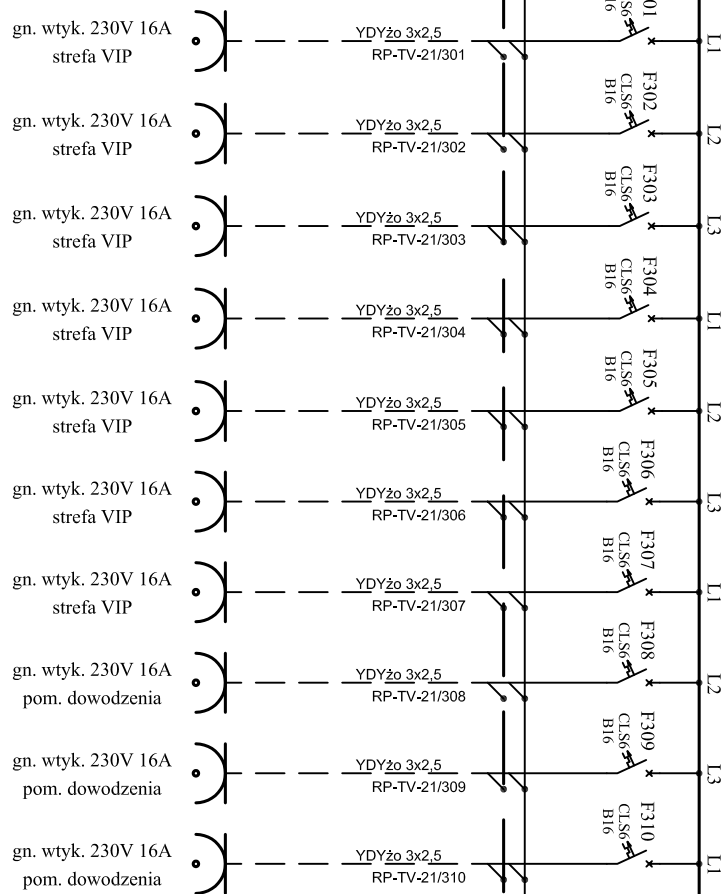 gn. wtyk. 230V 16A
strefa VIP
YDYżo 3x2,5
RP-TV-21/301
01
16
L1
gn. wtyk. 230V 16A
strefa VIP
YDYżo 3x2,5
RP-TV-21/302
F302
CLS6
B16
L2
gn. wtyk. 230V 16A
strefa VIP
YDYżo 3x2,5
RP-TV-21/303
F303
CLS6
B16
L3
gn. wtyk. 230V 16A
strefa VIP
YDYżo 3x2,5
RP-TV-21/304
F304
CLS6
B16
L1
gn. wtyk. 230V 16A
strefa VIP
YDYżo 3x2,5
RP-TV-21/305
F305
CLS6
B16
L2
gn. wtyk. 230V 16A
strefa VIP
YDYżo 3x2,5
RP-TV-21/306
F306
CLS6
B16
L3
gn. wtyk. 230V 16A
strefa VIP
YDYżo 3x2,5
RP-TV-21/307
F307
CLS6
B16
L1
gn. wtyk. 230V 16A
pom. dowodzenia
YDYżo 3x2,5
RP-TV-21/308
F308
CLS6
B16
L2
gn. wtyk. 230V 16A
pom. dowodzenia
YDYżo 3x2,5
RP-TV-21/309
F309
CLS6
B16
L3
gn. wtyk. 230V 16A
pom. dowodzenia
YDYżo 3x2,5
RP-TV-21/310
F310
CLS6
B16
L1